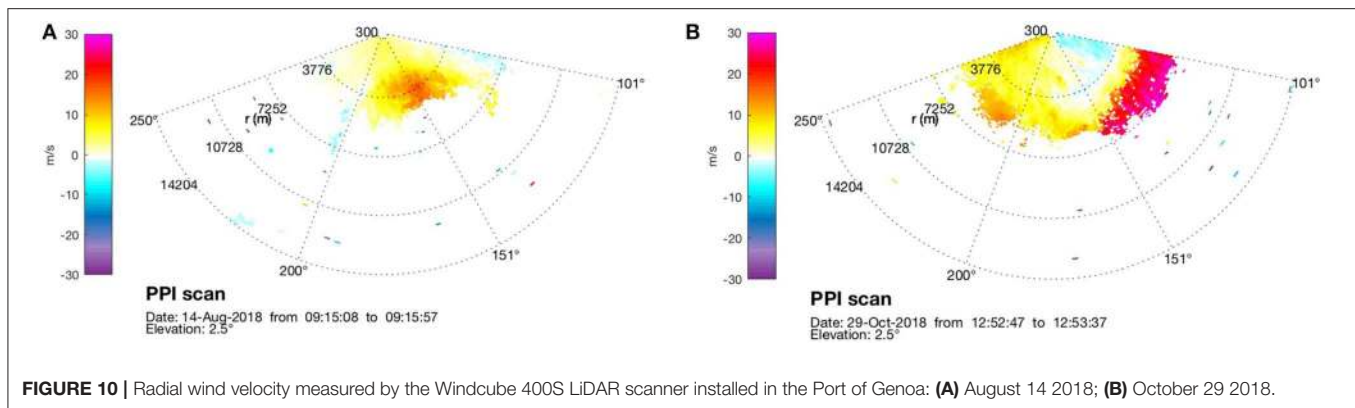 A
30
20
10
0
-10
-20
-30
m/s
300
3776
7252
r (m)
10728
14204
250°
200°
151°
101°
PPI scan
Date: 14-Aug-2018 from 09:15:08 to 09:15:57
Elevation: 2.5°
B
30
20
10
0
-10
-20
-30
m/s
300
3776
7252
r (m)
10728
14204
250°
200°
151°
101°
PPI scan
Date: 29-Oct-2018 from 12:52:47 to 12:53:37
Elevation: 2.5°
FIGURE 10 | Radial wind velocity measured by the Windcube 400S LiDAR scanner installed in the Port of Genoa: (A) August 14 2018; (B) October 29 2018.